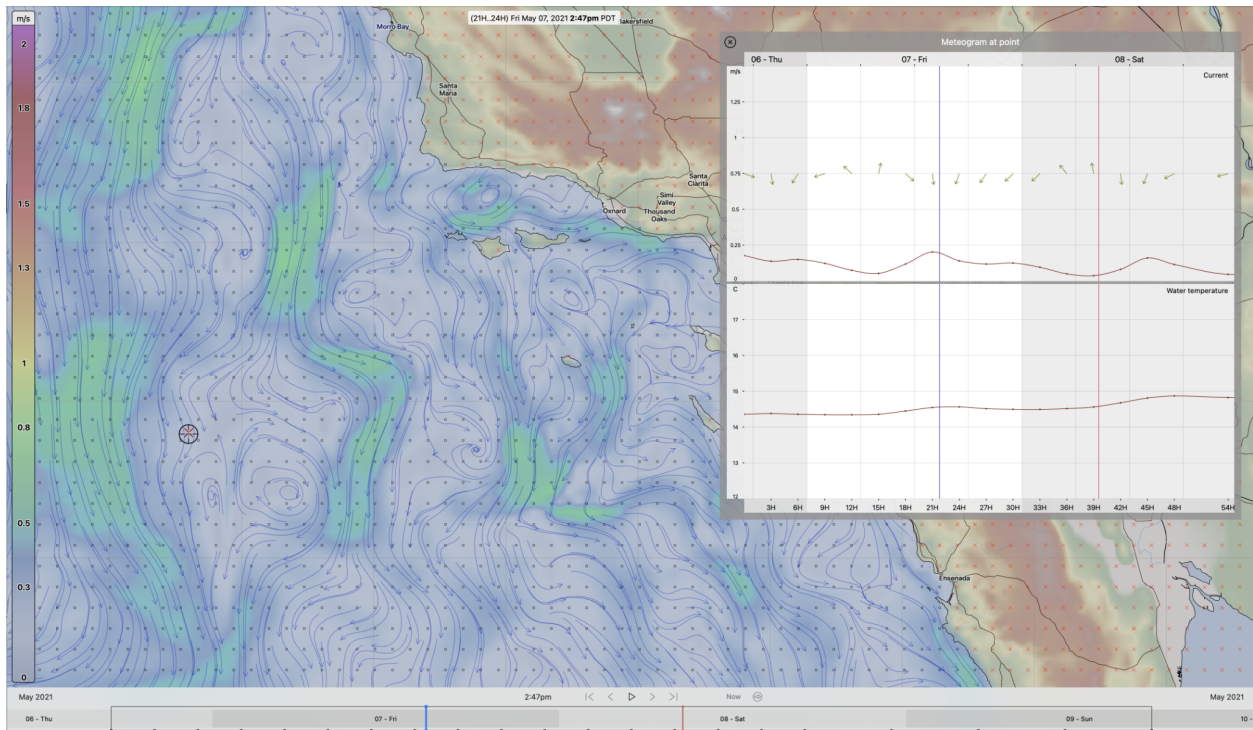 m/s
2
1.8
1.5
1.3
1
0.8
0.5
0.3
0
(21H..24H) Fri May 07, 2021 2:47pm PDT
Morro Bay
Bakersfield
Santa
Maria
Santa
Clarita
Simi
Valley
Oxnard
Thousand
Oaks
Ensenada
Meteogram at point
06 - Thu
07 - Fri
08 - Sat
m/s
Current
1.25
1
0.75
0.5
0.25
0
C
Water temperature
17
16
15
14
13
12
3H 6H 9H 12H 15H 18H 21H 24H 27H 30H 33H 36H 39H 42H 45H 48H 54H
May 2021 2:47pm Now May 2021
06 - Thu 07 - Fri 08 - Sat 09 - Sun 10 -